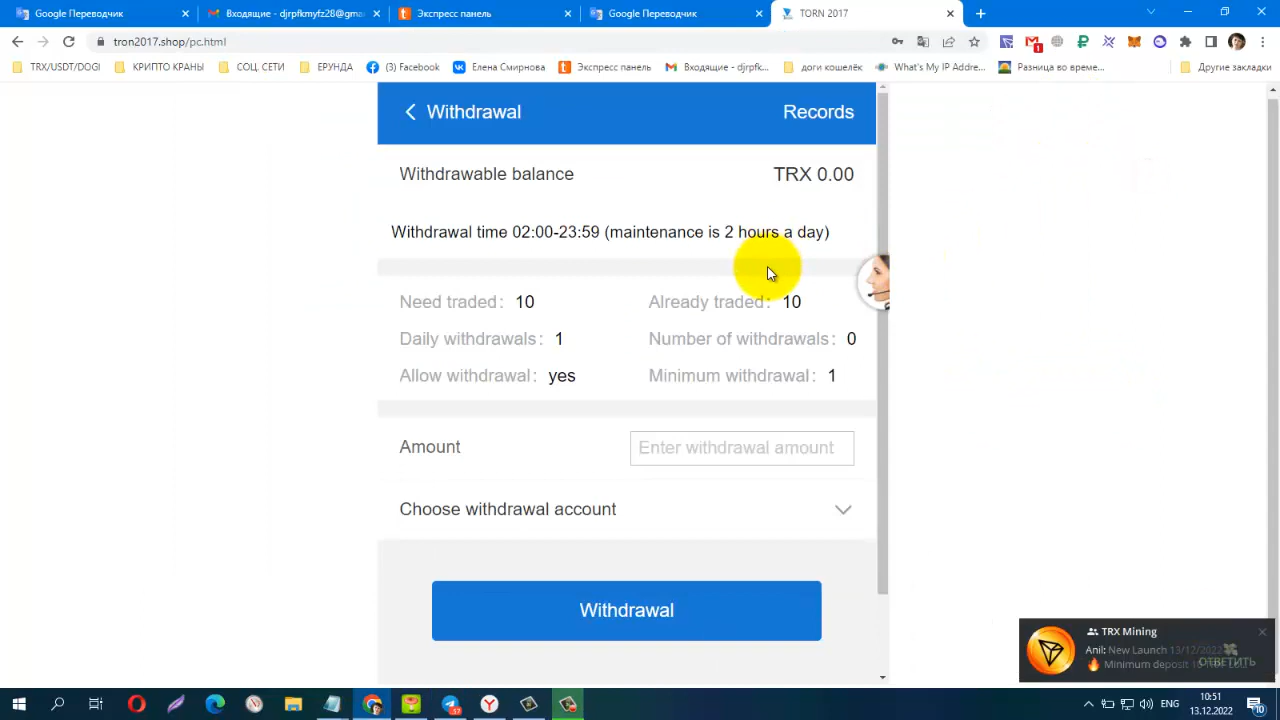 Google Переводчик
Входящие - djrpfkmyfz28@gmai
Экспресс панель
Google Переводчик
TORN 2017
tron2017.shop/pc.html
TRX/USDT/DOGI
КРИПТО КРАНЫ
СОЦ. СЕТИ
ЕРУНДА
(3) Facebook
Елена Смирнова
Экспресс панель
Входящие - djrpfk...
доги кошелёк
What's My IP Addre...
Разница во време...
Другие закладки
Withdrawal
Records
Withdrawable balance
TRX 0.00
Withdrawal time 02:00-23:59 (maintenance is 2 hours a day)
Need traded: 10
Already traded: 10
Daily withdrawals: 1
Number of withdrawals: 0
Allow withdrawal: yes
Minimum withdrawal: 1
Amount
Enter withdrawal amount
Choose withdrawal account
Withdrawal
TRX Mining
Anil: New Launch 13/12/2022
Minimum deposit
ОТВЕТИТЬ
ENG
10:51
13.12.2022